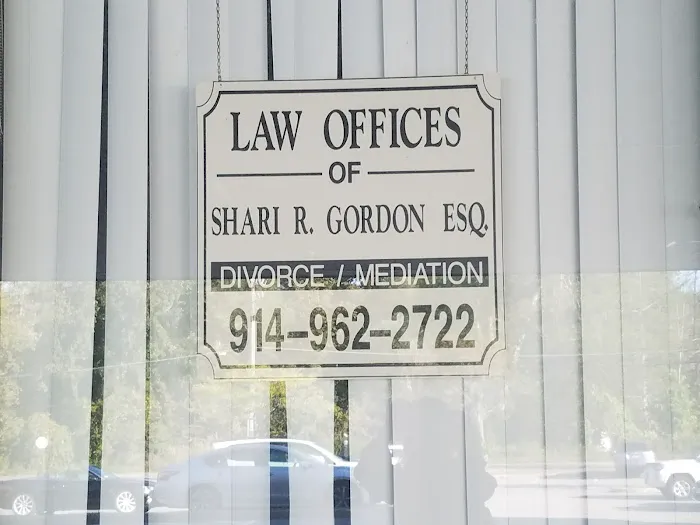 LAW OFFICES
OF
SHARI R. GORDON ESQ.
DIVORCE / MEDIATION
914-962-2722